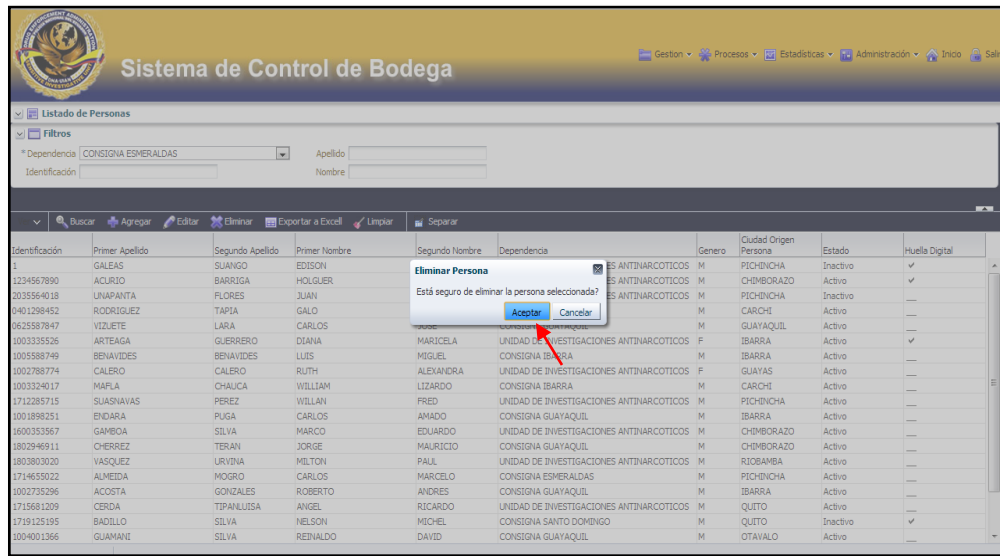 Sistema de Control de Bodega
Gestion Procesos Estadísticas Administración Inicio Salir
Listado de Personas
Filtros
* Dependencia CONSIGNA ESMERALDAS Apellido
Identificación Nombre
Buscar Agregar Editar Eliminar Exportar a Excell Limpiar Separar
Identificación Primer Apellido Segundo Apellido Primer Nombre Segundo Nombre Dependencia Genero Ciudad Origen Persona Estado Huella Digital
1 GALEAS SUANGO EDISON ES ANTINARCOTICOS M PICHINCHA Inactivo
1234567890 ACURIO BARRIGA HOLGUER ES ANTINARCOTICOS M CHIMBORAZO Activo
2035564018 UNAPANTA FLORES JUAN ES ANTINARCOTICOS M PICHINCHA Inactivo
Eliminar Persona
Está seguro de eliminar la persona seleccionada?
Aceptar Cancelar
0401298452 RODRIGUEZ TAPIA GALO M CARCHI Activo
0625587847 VIZUETE LARA CARLOS JOSE CONSIGNA GUAYAQUIL M GUAYAQUIL Activo
1003335526 ARTEAGA GUERRERO DIANA MARICELA UNIDAD DE INVESTIGACIONES ANTINARCOTICOS F IBARRA Activo
1005588749 BENAVIDES BENAVIDES LUIS MIGUEL CONSIGNA IBARRA M IBARRA Activo
1002788774 CALERO CALERO RUTH ALEXANDRA UNIDAD DE INVESTIGACIONES ANTINARCOTICOS F GUAYAS Activo
1003324017 MAFLA CHAUCA WILLIAM LIZARDO CONSIGNA IBARRA M CARCHI Activo
1712285715 SUASNAVAS PEREZ WILLAN FRED UNIDAD DE INVESTIGACIONES ANTINARCOTICOS M PICHINCHA Activo
1001898251 ENDARA PUGA CARLOS AMADO CONSIGNA GUAYAQUIL M IBARRA Activo
1600353567 GAMBOA SILVA MARCO EDUARDO UNIDAD DE INVESTIGACIONES ANTINARCOTICOS M CHIMBORAZO Activo
1802946911 CHERREZ TERAN JORGE MAURICIO CONSIGNA GUAYAQUIL M CHIMBORAZO Activo
1803803020 VASQUEZ URVINA MILTON PAUL UNIDAD DE INVESTIGACIONES ANTINARCOTICOS M RIOBAMBA Activo
1714655022 ALMEIDA MOGRO CARLOS MARCELO CONSIGNA ESMERALDAS M PICHINCHA Activo
1002735296 ACOSTA GONZALES ROBERTO ANDRES CONSIGNA GUAYAQUIL M IBARRA Activo
1715681209 CERDA TIPANLUISA ANGEL RICARDO UNIDAD DE INVESTIGACIONES ANTINARCOTICOS M QUITO Activo
1719125195 BADILLO SILVA NELSON MICHEL CONSIGNA SANTO DOMINGO M QUITO Inactivo
1004001366 GUAMANI SILVA REINALDO DAVID CONSIGNA GUAYAQUIL M OTAVALO Activo